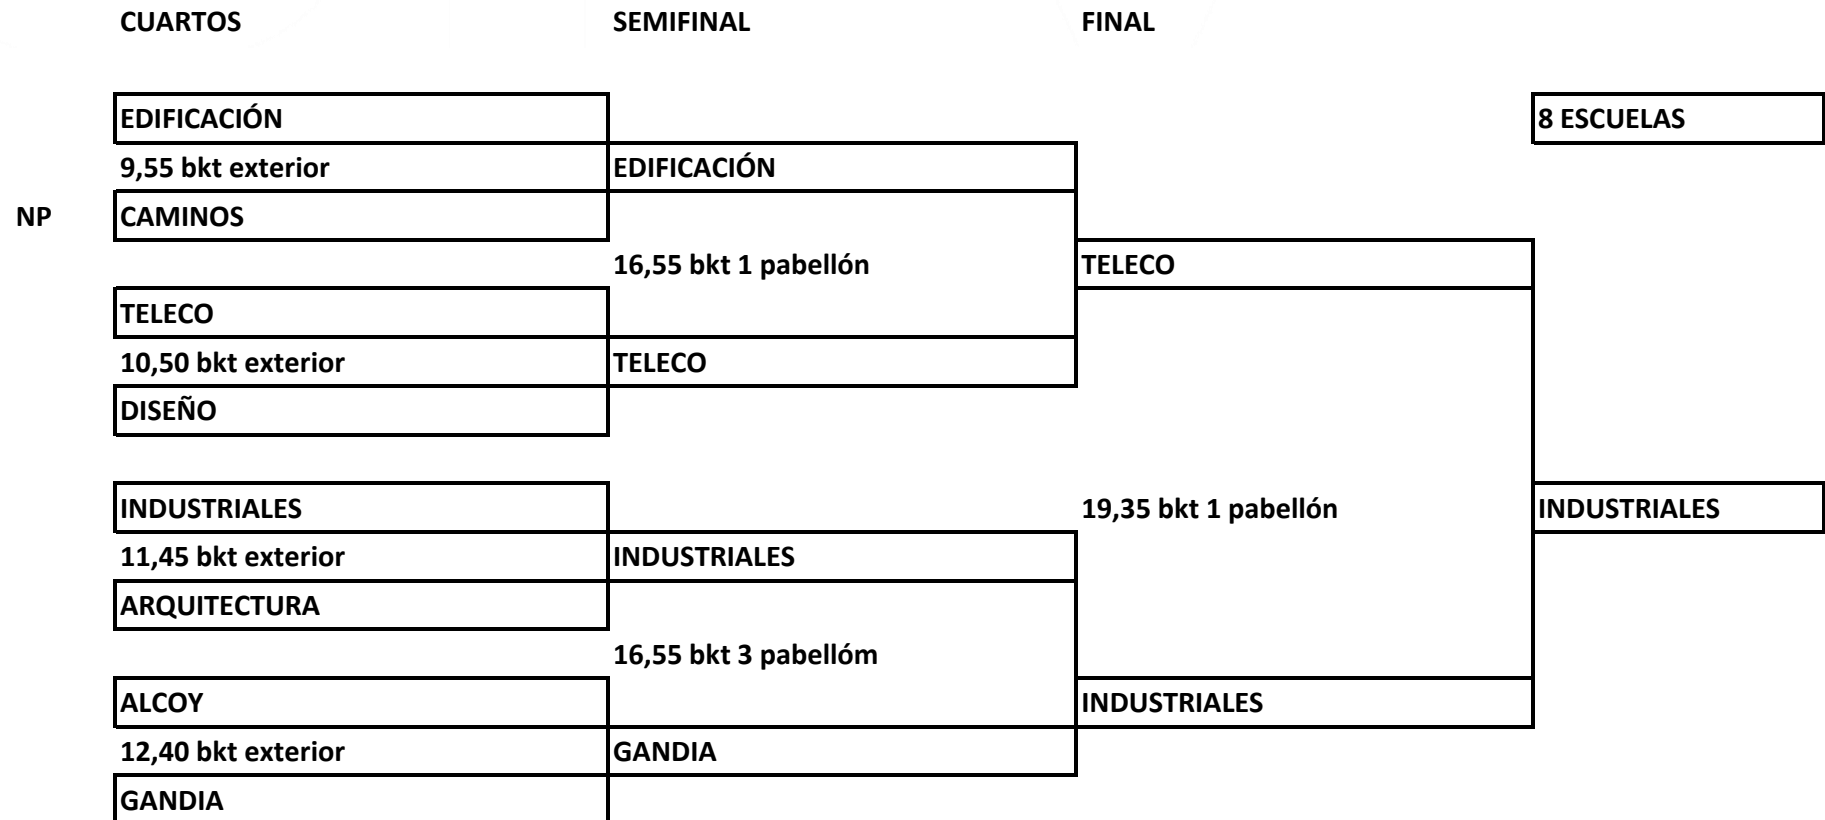 CUARTOS SEMIFINAL FINAL
EDIFICACIÓN 8 ESCUELAS
9,55 bkt exterior EDIFICACIÓN
NP CAMINOS
16,55 bkt 1 pabellón TELECO
TELECO
10,50 bkt exterior TELECO
DISEÑO
INDUSTRIALES 19,35 bkt 1 pabellón INDUSTRIALES
11,45 bkt exterior INDUSTRIALES
ARQUITECTURA
16,55 bkt 3 pabellóm
ALCOY INDUSTRIALES
12,40 bkt exterior GANDIA
GANDIA